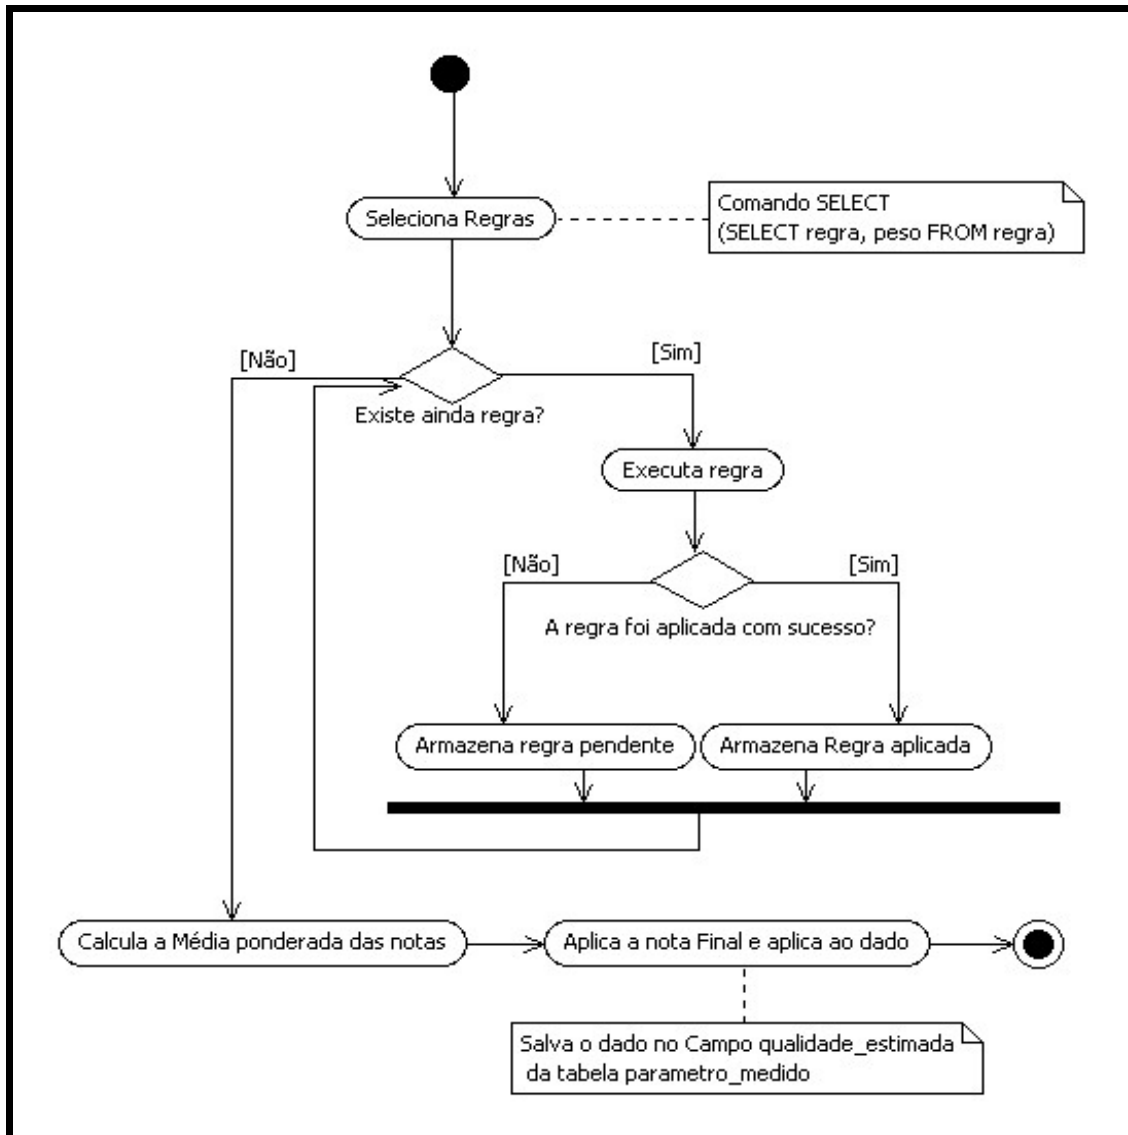 Seleciona Regras
Comando SELECT
(SELECT regra, peso FROM regra)
[Não]
[Sim]
Existe ainda regra?
Executa regra
[Não]
[Sim]
A regra foi aplicada com sucesso?
Armazena regra pendente
Armazena Regra aplicada
Calcula a Média ponderada das notas
Aplica a nota Final e aplica ao dado
Salva o dado no Campo qualidade_estimada
da tabela parametro_medido